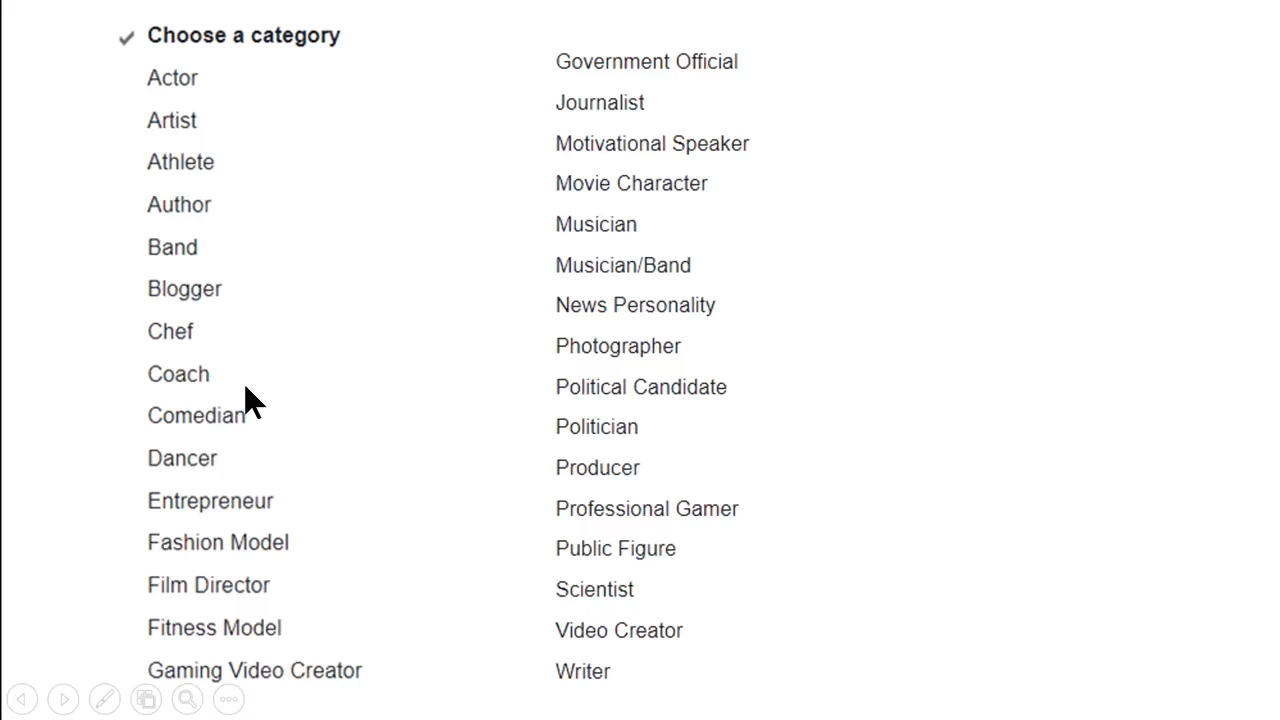 Choose a category
Actor
Artist
Athlete
Author
Band
Blogger
Chef
Coach
Comedian
Dancer
Entrepreneur
Fashion Model
Film Director
Fitness Model
Gaming Video Creator
Government Official
Journalist
Motivational Speaker
Movie Character
Musician
Musician/Band
News Personality
Photographer
Political Candidate
Politician
Producer
Professional Gamer
Public Figure
Scientist
Video Creator
Writer